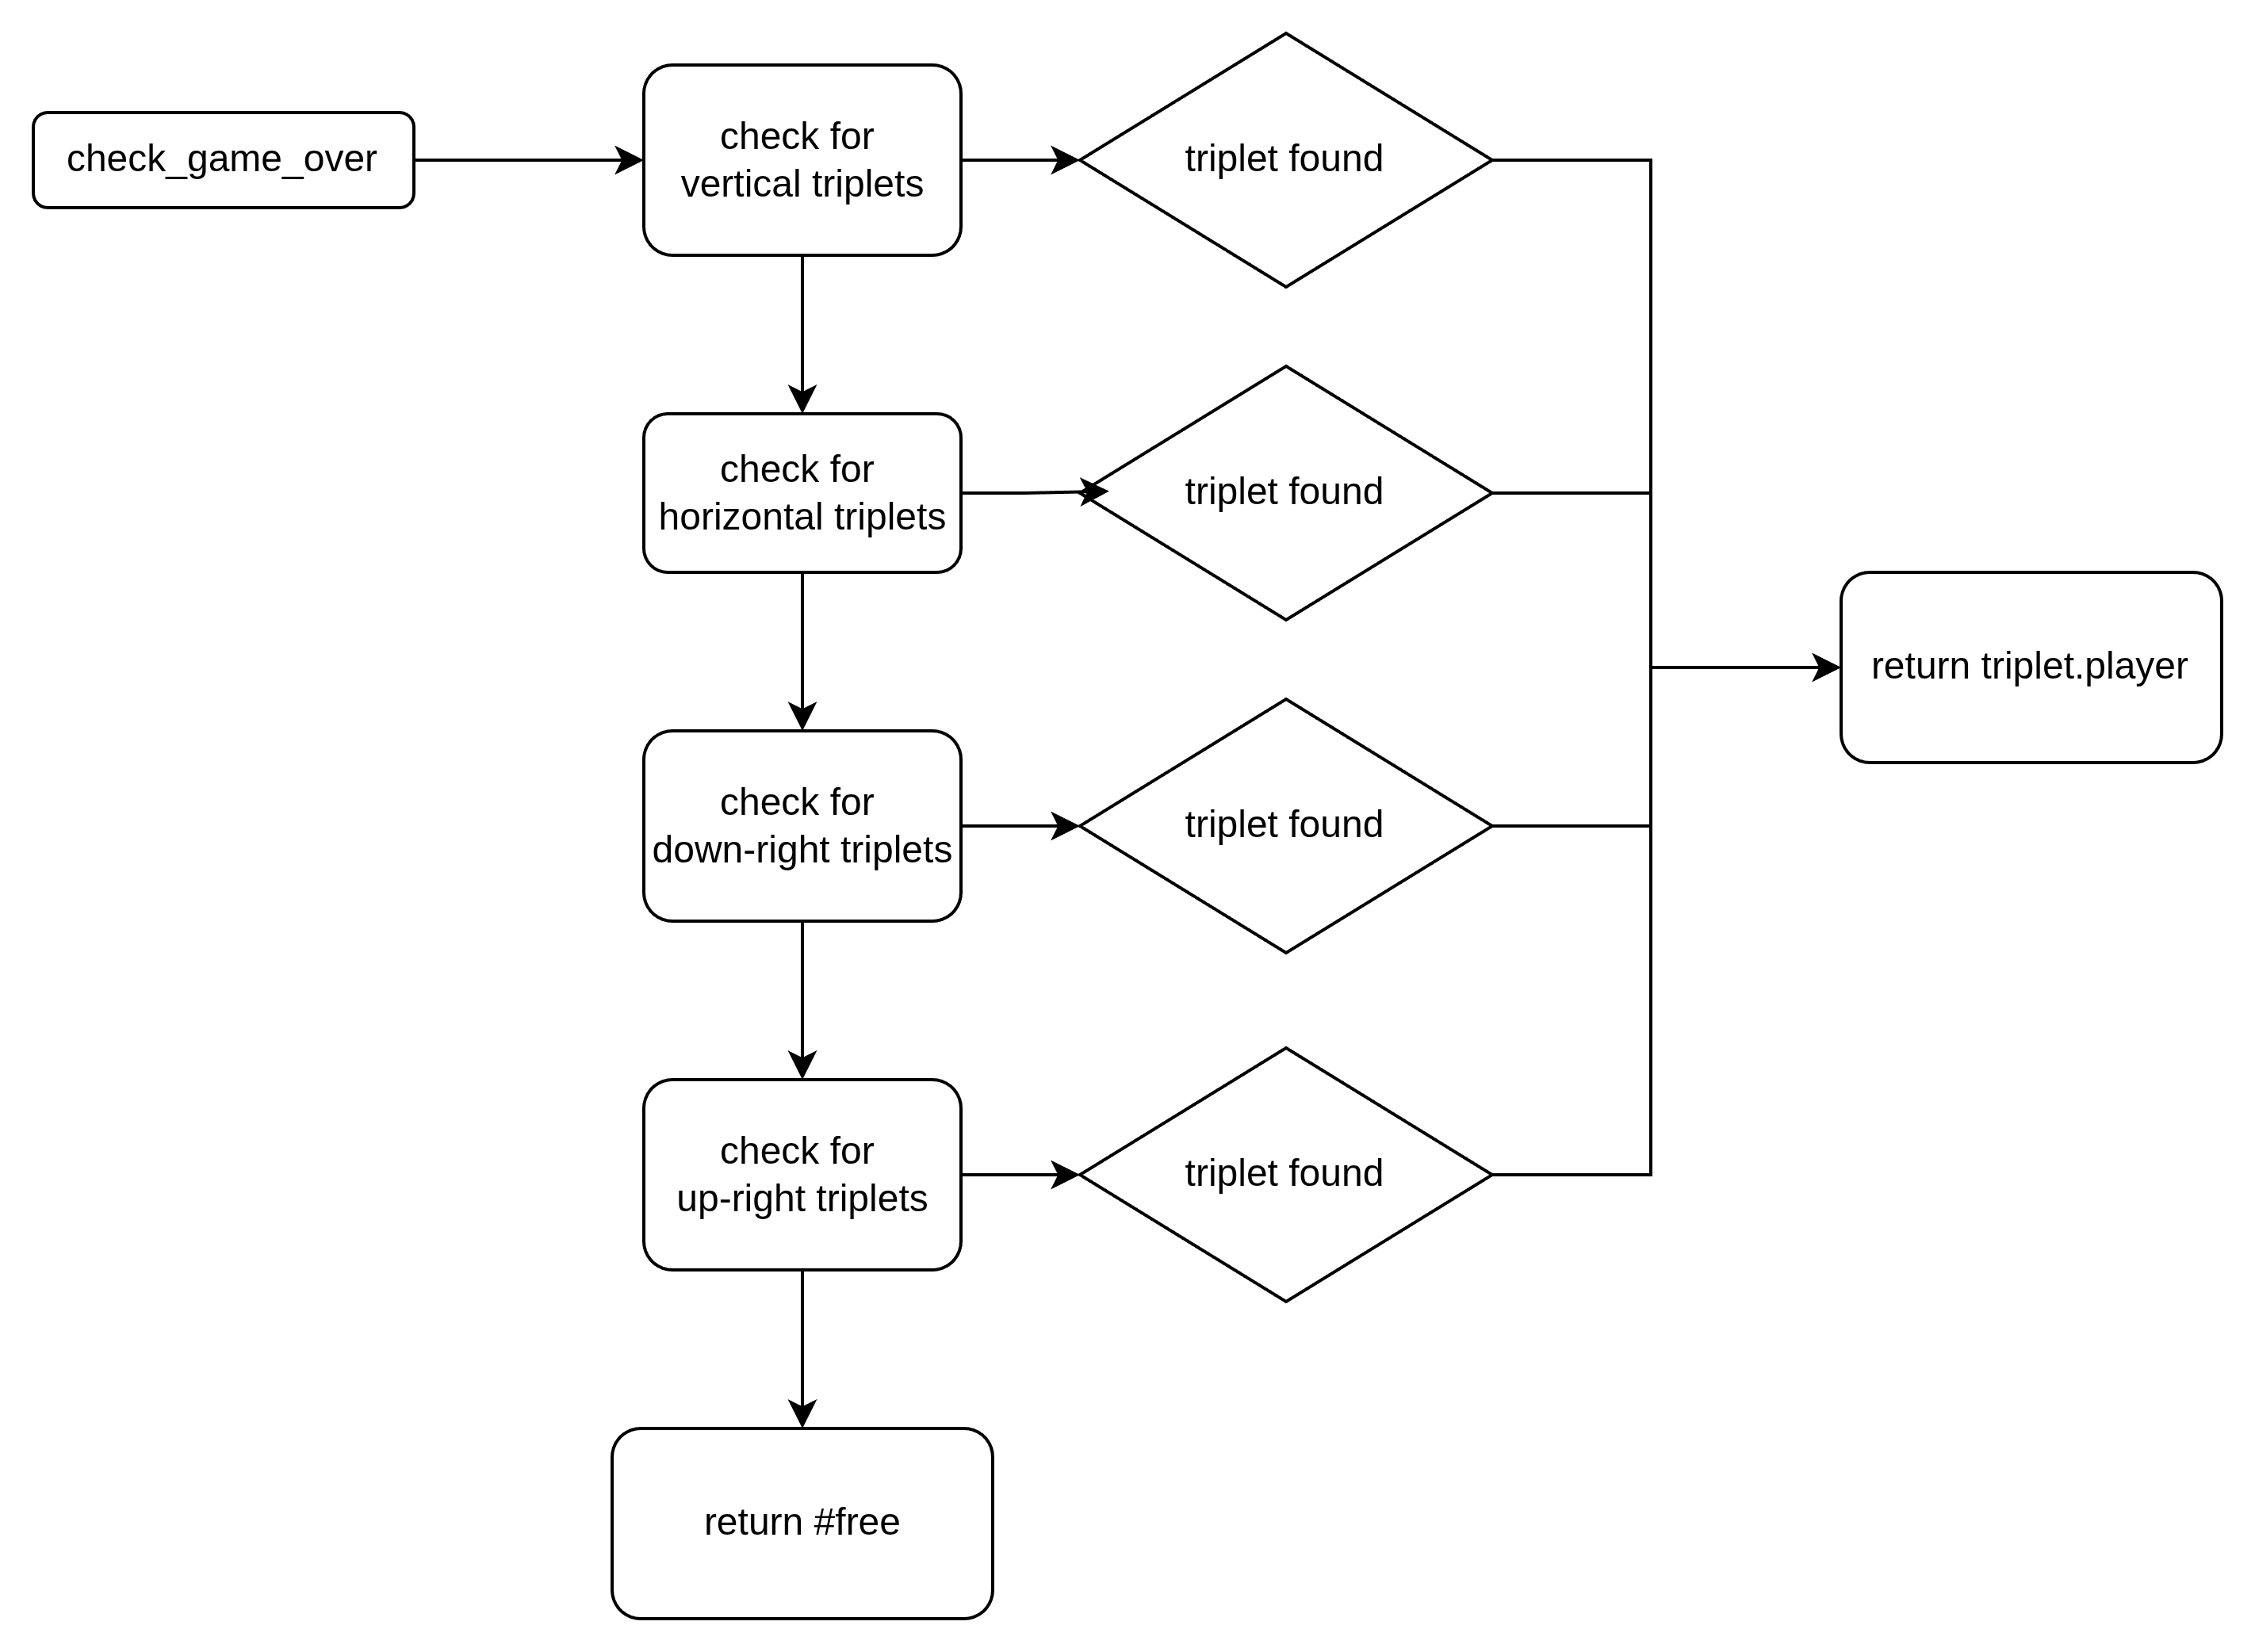 check_game_over
check for
vertical triplets
triplet found
check for
horizontal triplets
triplet found
return triplet.player
check for
down-right triplets
triplet found
check for
up-right triplets
triplet found
return #free